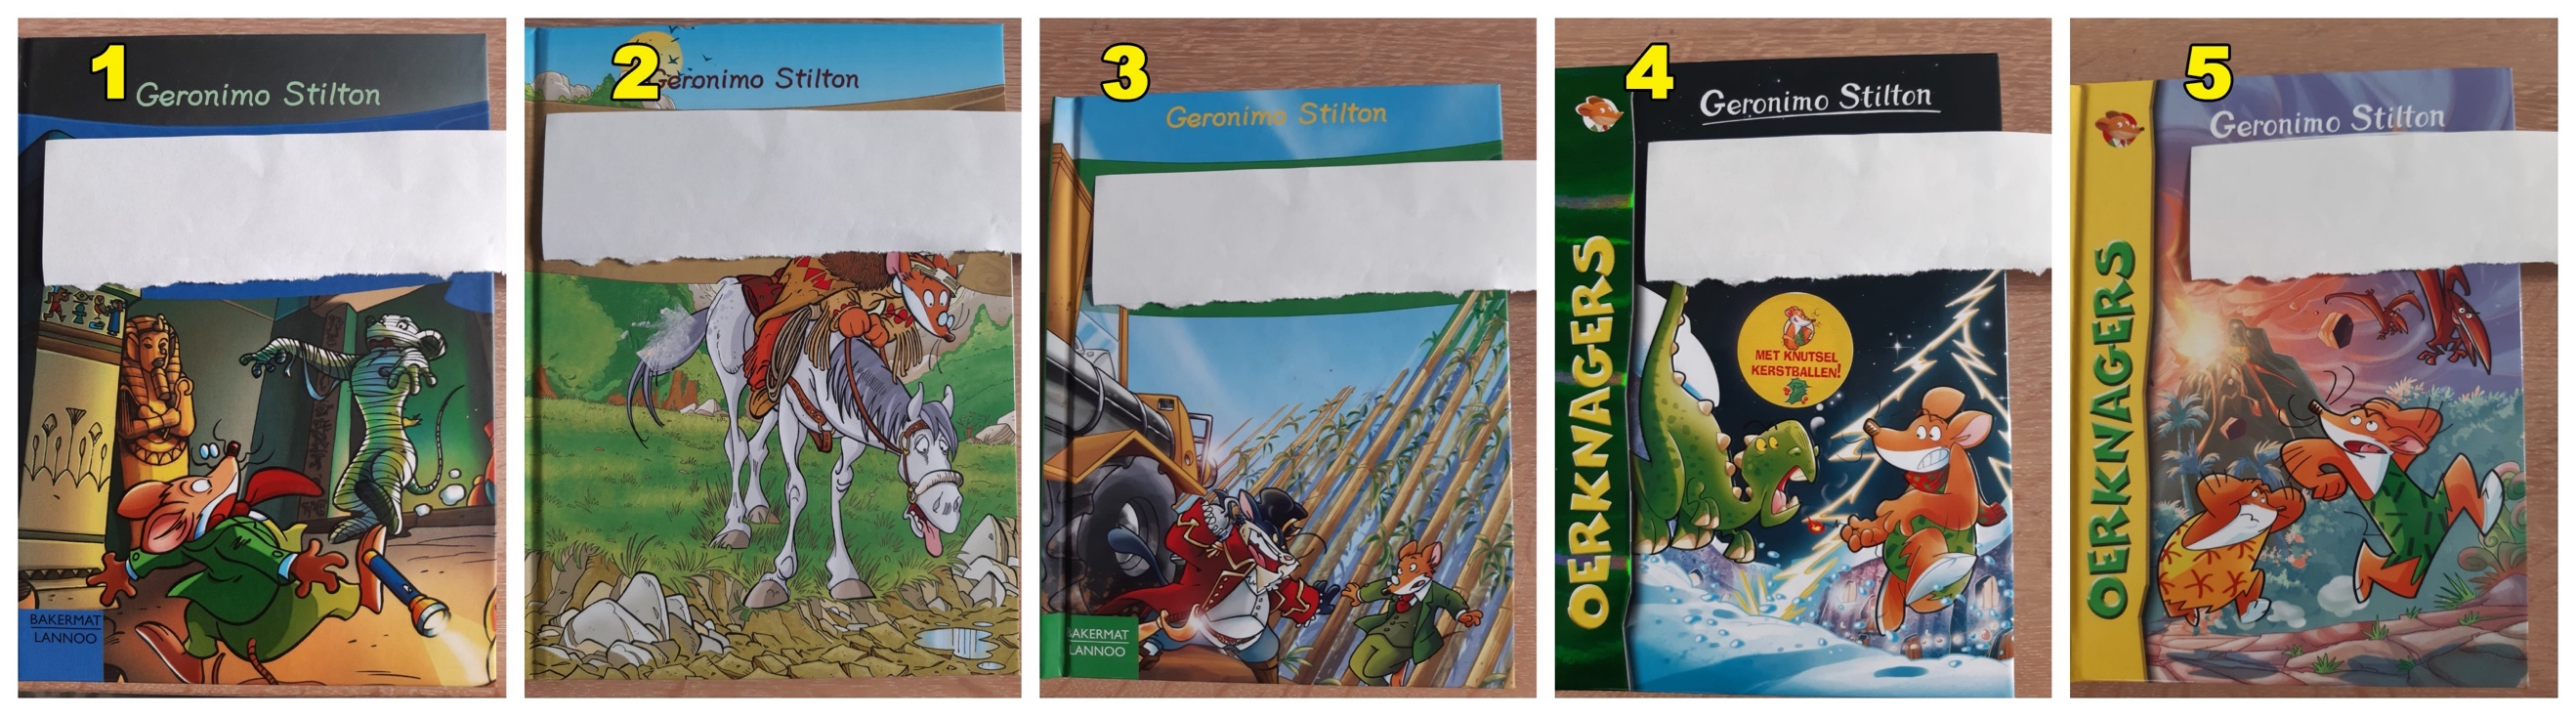 1
Geronimo Stilton
BAKERMAT
LANNOO
2
Geronimo Stilton
3
Geronimo Stilton
BAKERMAT
LANNOO
4
Geronimo Stilton
OERKNAGERS
MET KNUTSEL
KERSTBALLEN!
5
Geronimo Stilton
OERKNAGERS